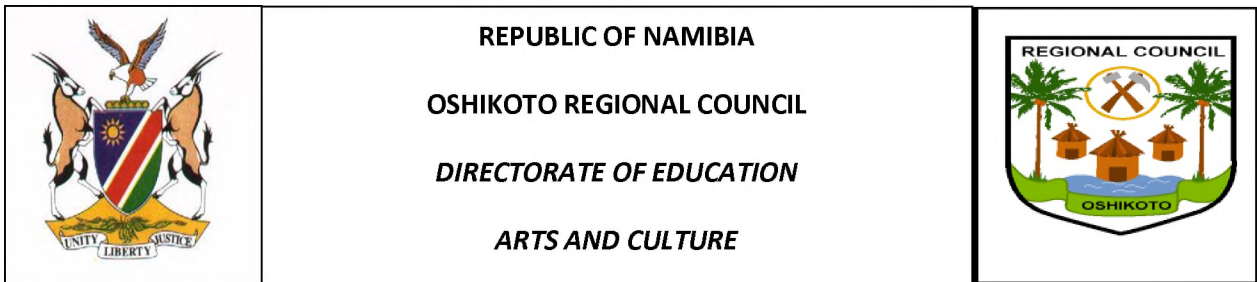 REPUBLIC OF NAMIBIA
OSHIKOTO REGIONAL COUNCIL
DIRECTORATE OF EDUCATION
ARTS AND CULTURE
UNITY
LIBERTY
JUSTICE
REGIONAL COUNCIL
OSHIKOTO